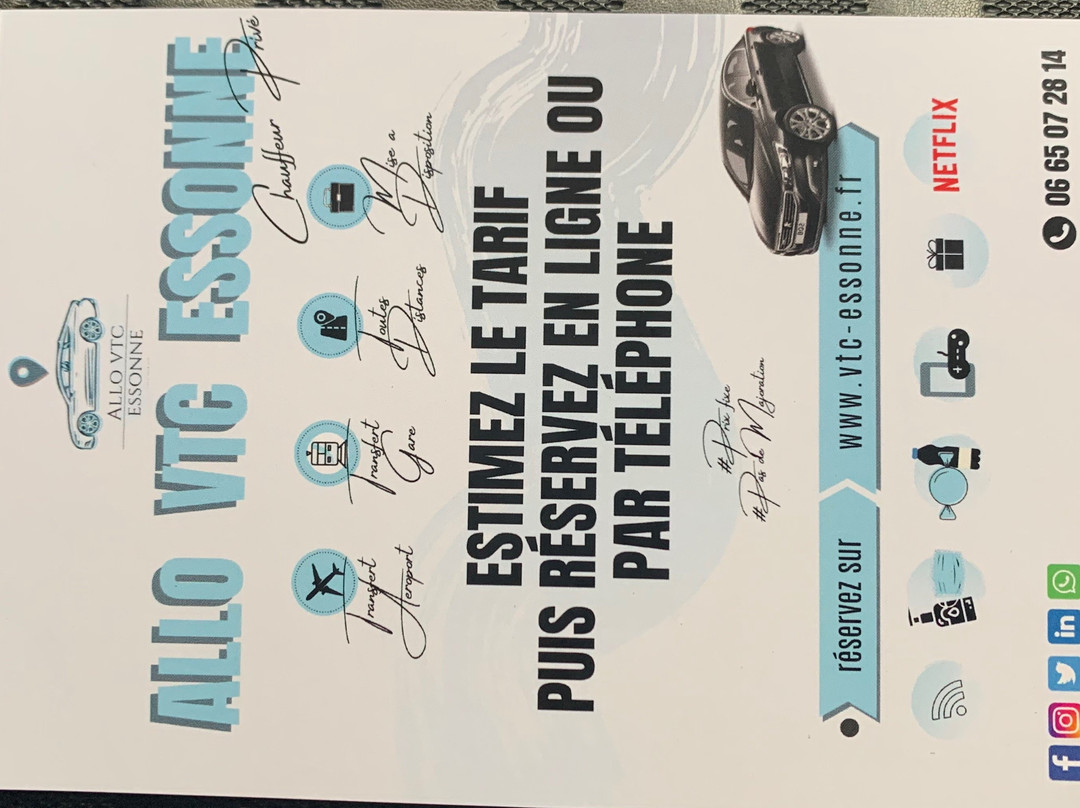 ALLO VTC
ESSONNE
ALLO VTC ESSONNE
Chauffeur Privé
Transfert
Aeroport
Transfert
Gare
Toutes
Distances
Mise a
Disposition
ESTIMEZ LE TARIF
PUIS RÉSERVEZ EN LIGNE OU
PAR TÉLÉPHONE
#Prix fixe
#Pas de Majoration
réservez sur
www.vtc-essonne.fr
NETFLIX
06 65 07 28 14